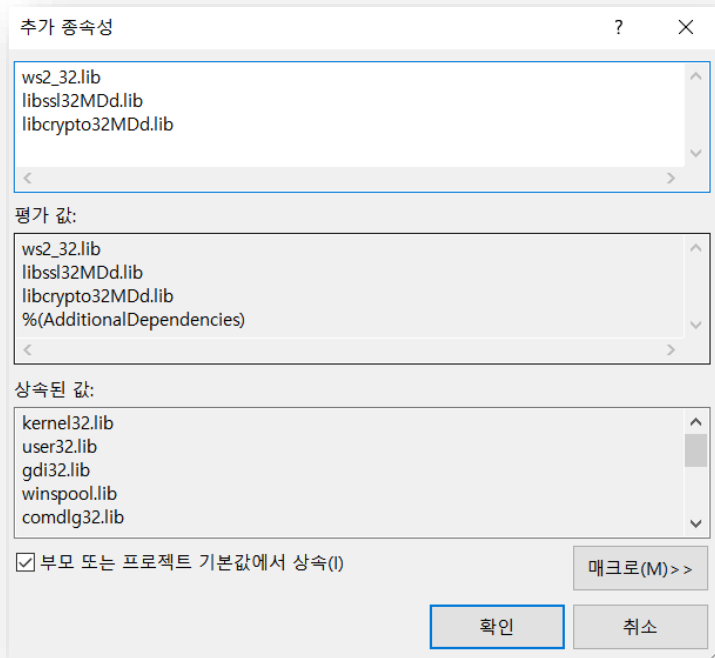 추가 종속성
?
ws2_32.lib
libssl32MDd.lib
libcrypto32MDd.lib
평가 값:
ws2_32.lib
libssl32MDd.lib
libcrypto32MDd.lib
%(AdditionalDependencies)
상속된 값:
kernel32.lib
user32.lib
gdi32.lib
winspool.lib
comdlg32.lib
부모 또는 프로젝트 기본값에서 상속(I)
매크로(M)>>
확인
취소